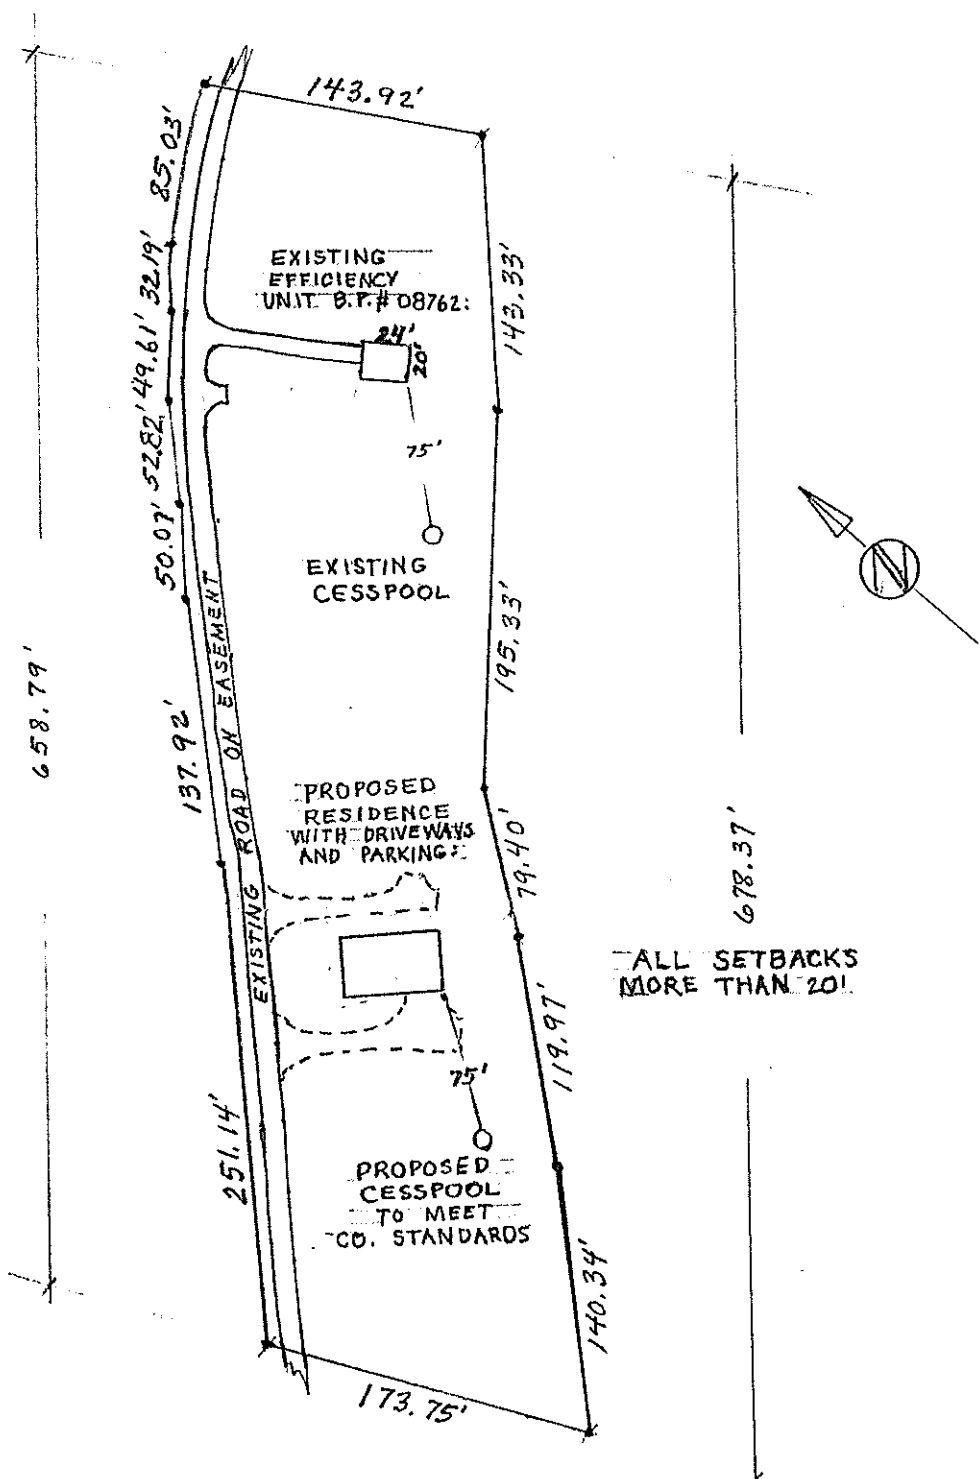 143.92'
85.03'
32.19'
49.61'
52.82'
50.07'
137.92'
251.14'
658.79'
EXISTING
EFFICIENCY
UNIT B.P.# 08762:
24'
20'
75'
EXISTING
CESSPOOL
143.33'
195.33'
N
EXISTING ROAD ON EASEMENT
PROPOSED
RESIDENCE
WITH DRIVEWAYS
AND PARKING:
79.40'
678.37'
ALL SETBACKS
MORE THAN 20'.
119.97'
75'
PROPOSED
CESSPOOL
TO MEET
CO. STANDARDS
140.34'
173.75'